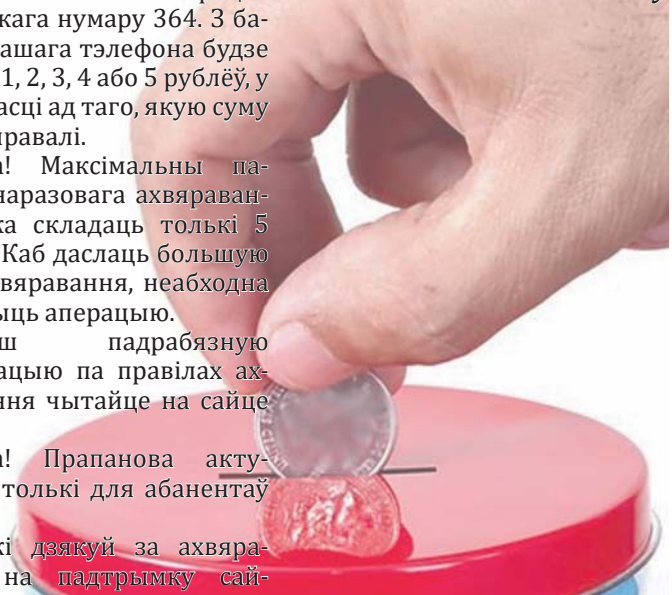 кага нумару 364. З ба-
ашага тэлефона будзе
1, 2, 3, 4 або 5 рублёў, у
асці ад таго, якую суму
равалі.
а! Максімальны па-
наразовага ахвяраван-
ка складаць толькі 5
Каб даслаць большую
вяравання, неабходна
ыць аперацыю.
ш падрабязную
ацыю па правілах ах-
ння чытайце на сайце
а! Прапанова акту-
толькі для абанентаў
кі дзякуй за ахвяра-
на падтрымку сай-